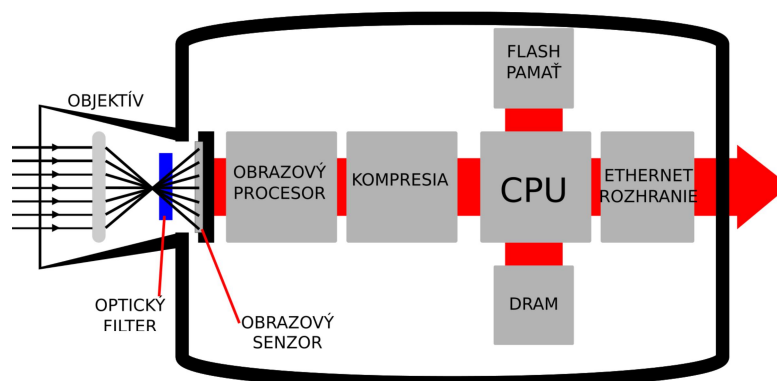 OBJEKTÍV
FLASH
PAMAŤ
OBRAZOVÝ
PROCESOR
KOMPRESIA
CPU
ETHERNET
ROZHRANIE
DRAM
OPTICKÝ
FILTER
OBRAZOVÝ
SENZOR